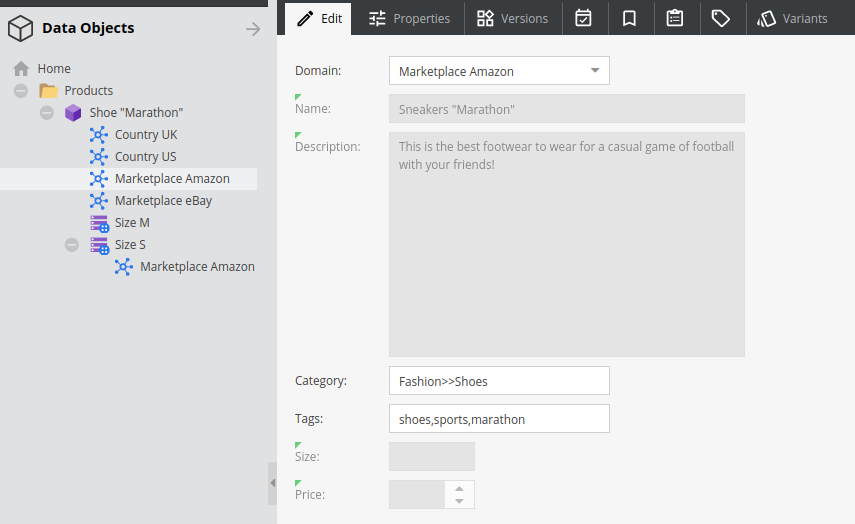 Data Objects
Home
Products
Shoe "Marathon"
Country UK
Country US
Marketplace Amazon
Marketplace eBay
Size M
Size S
Marketplace Amazon
Edit
Properties
Versions
Variants
Domain:
Marketplace Amazon
Name:
Sneakers "Marathon"
Description:
This is the best footwear to wear for a casual game of football
with your friends!
Category:
Fashion>>Shoes
Tags:
shoes,sports,marathon
Size:
Price: